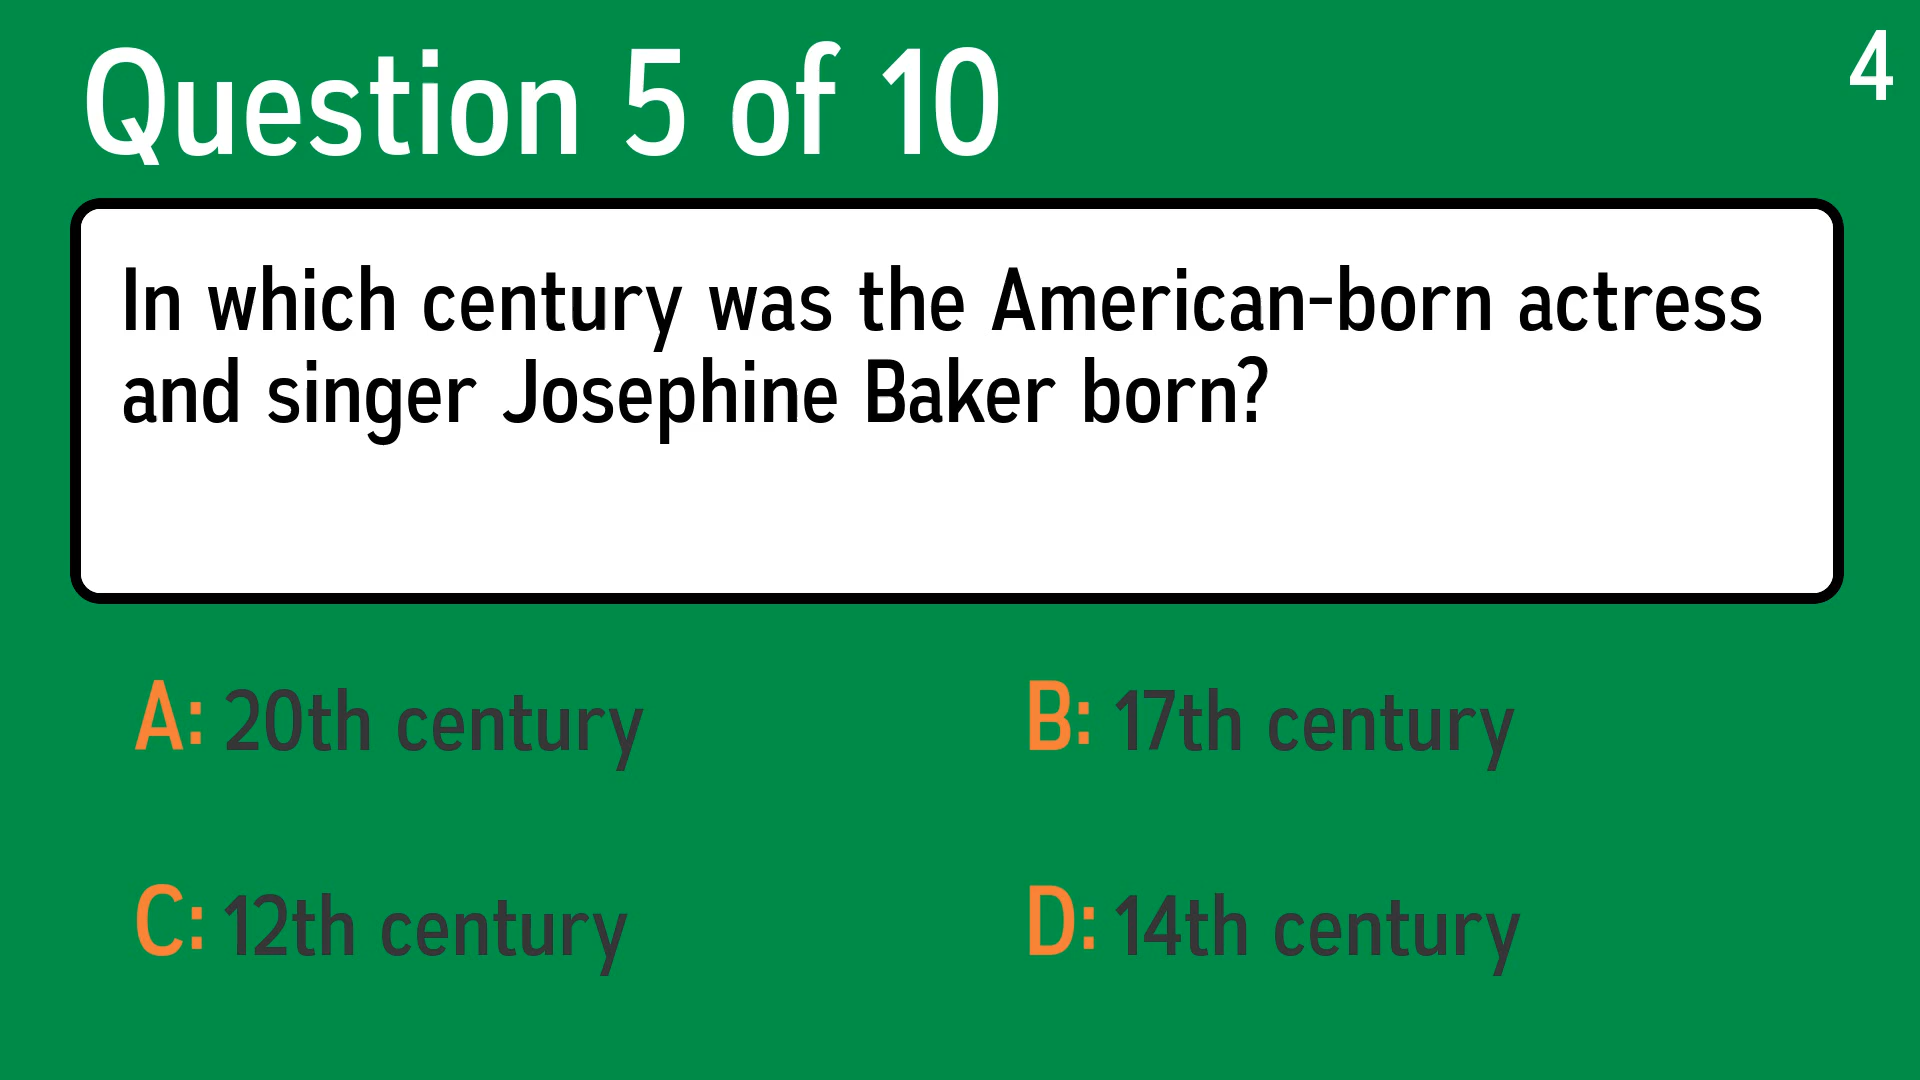 Question 5 of 10
4
In which century was the American-born actress
and singer Josephine Baker born?
A: 20th century
B: 17th century
C: 12th century
D: 14th century